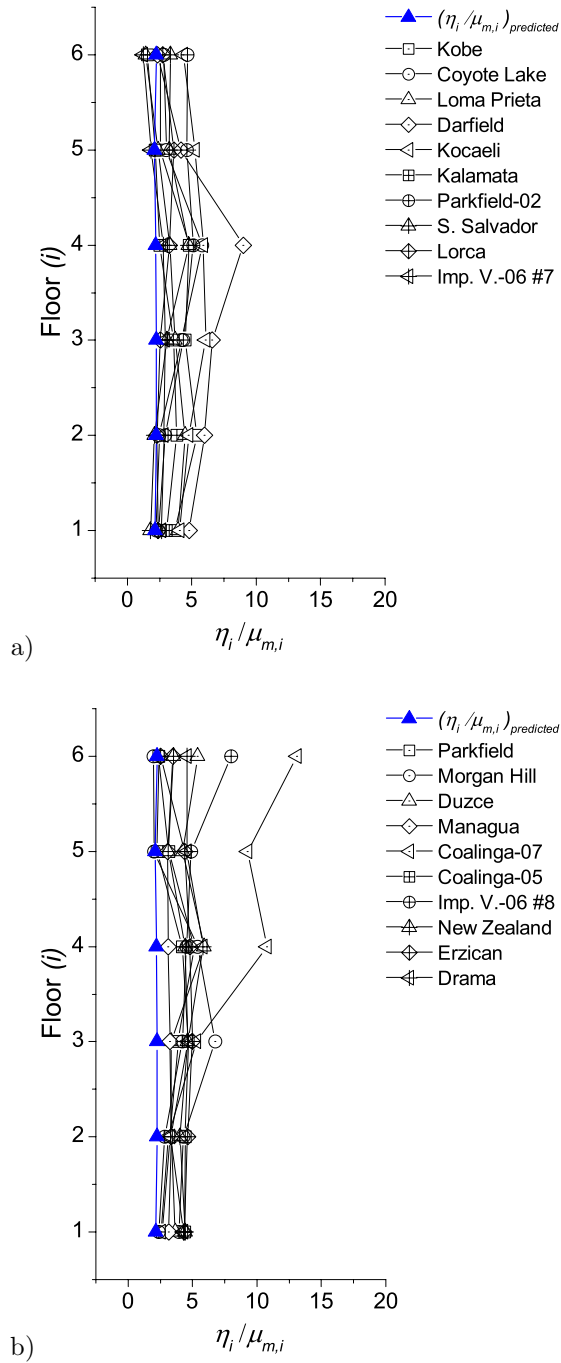 (ηᵢ /μₘ,ᵢ )predicted
Kobe
Coyote Lake
Loma Prieta
Darfield
Kocaeli
Kalamata
Parkfield-02
S. Salvador
Lorca
Imp. V.-06 #7
6
5
4
3
2
1
Floor (i)
0 5 10 15 20
ηᵢ /μₘ,ᵢ
a)
(ηᵢ /μₘ,ᵢ )predicted
Parkfield
Morgan Hill
Duzce
Managua
Coalinga-07
Coalinga-05
Imp. V.-06 #8
New Zealand
Erzican
Drama
6
5
4
3
2
1
Floor (i)
0 5 10 15 20
ηᵢ /μₘ,ᵢ
b)